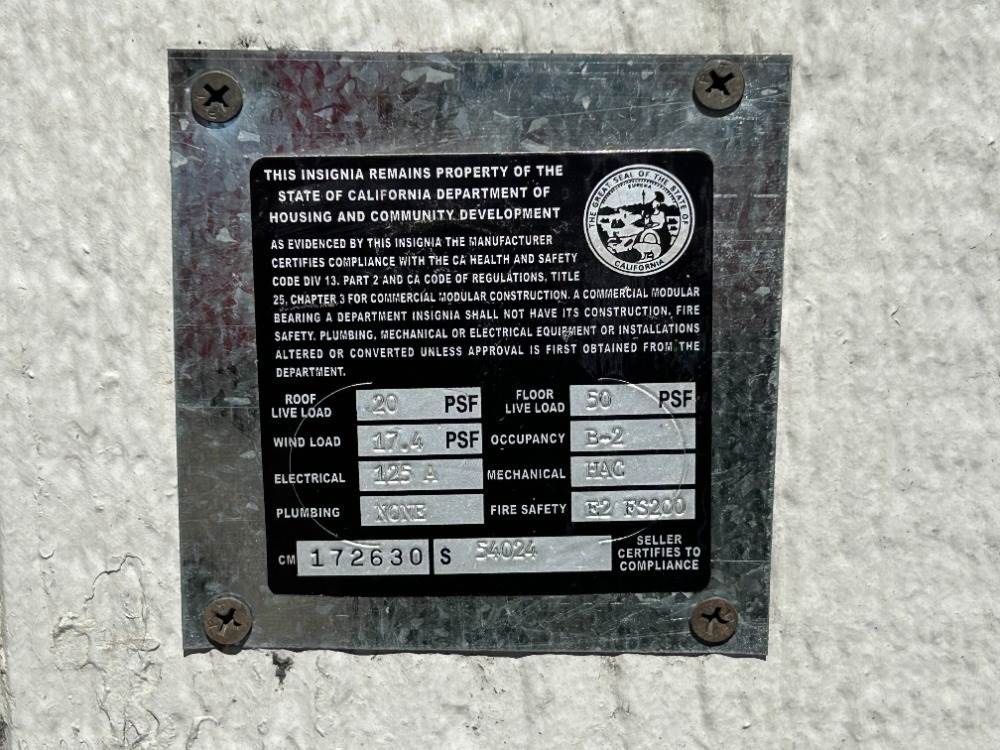 THIS INSIGNIA REMAINS PROPERTY OF THE
STATE OF CALIFORNIA DEPARTMENT OF
HOUSING AND COMMUNITY DEVELOPMENT
THE GREAT SEAL OF THE STATE OF
EUREKA
CALIFORNIA
AS EVIDENCED BY THIS INSIGNIA THE MANUFACTURER
CERTIFIES COMPLIANCE WITH THE CA HEALTH AND SAFETY
CODE DIV 13, PART 2 AND CA CODE OF REGULATIONS, TITLE
25, CHAPTER 3 FOR COMMERCIAL MODULAR CONSTRUCTION. A COMMERCIAL MODULAR
BEARING A DEPARTMENT INSIGNIA SHALL NOT HAVE ITS CONSTRUCTION, FIRE
SAFETY, PLUMBING, MECHANICAL OR ELECTRICAL EQUIPMENT OR INSTALLATIONS
ALTERED OR CONVERTED UNLESS APPROVAL IS FIRST OBTAINED FROM THE
DEPARTMENT.
ROOF LIVE LOAD 20 PSF FLOOR LIVE LOAD 50 PSF
WIND LOAD 17.4 PSF OCCUPANCY B-2
ELECTRICAL 125 A MECHANICAL HAC
PLUMBING NONE FIRE SAFETY E2 FS200
CM 172630 S 54024 SELLER CERTIFIES TO COMPLIANCE